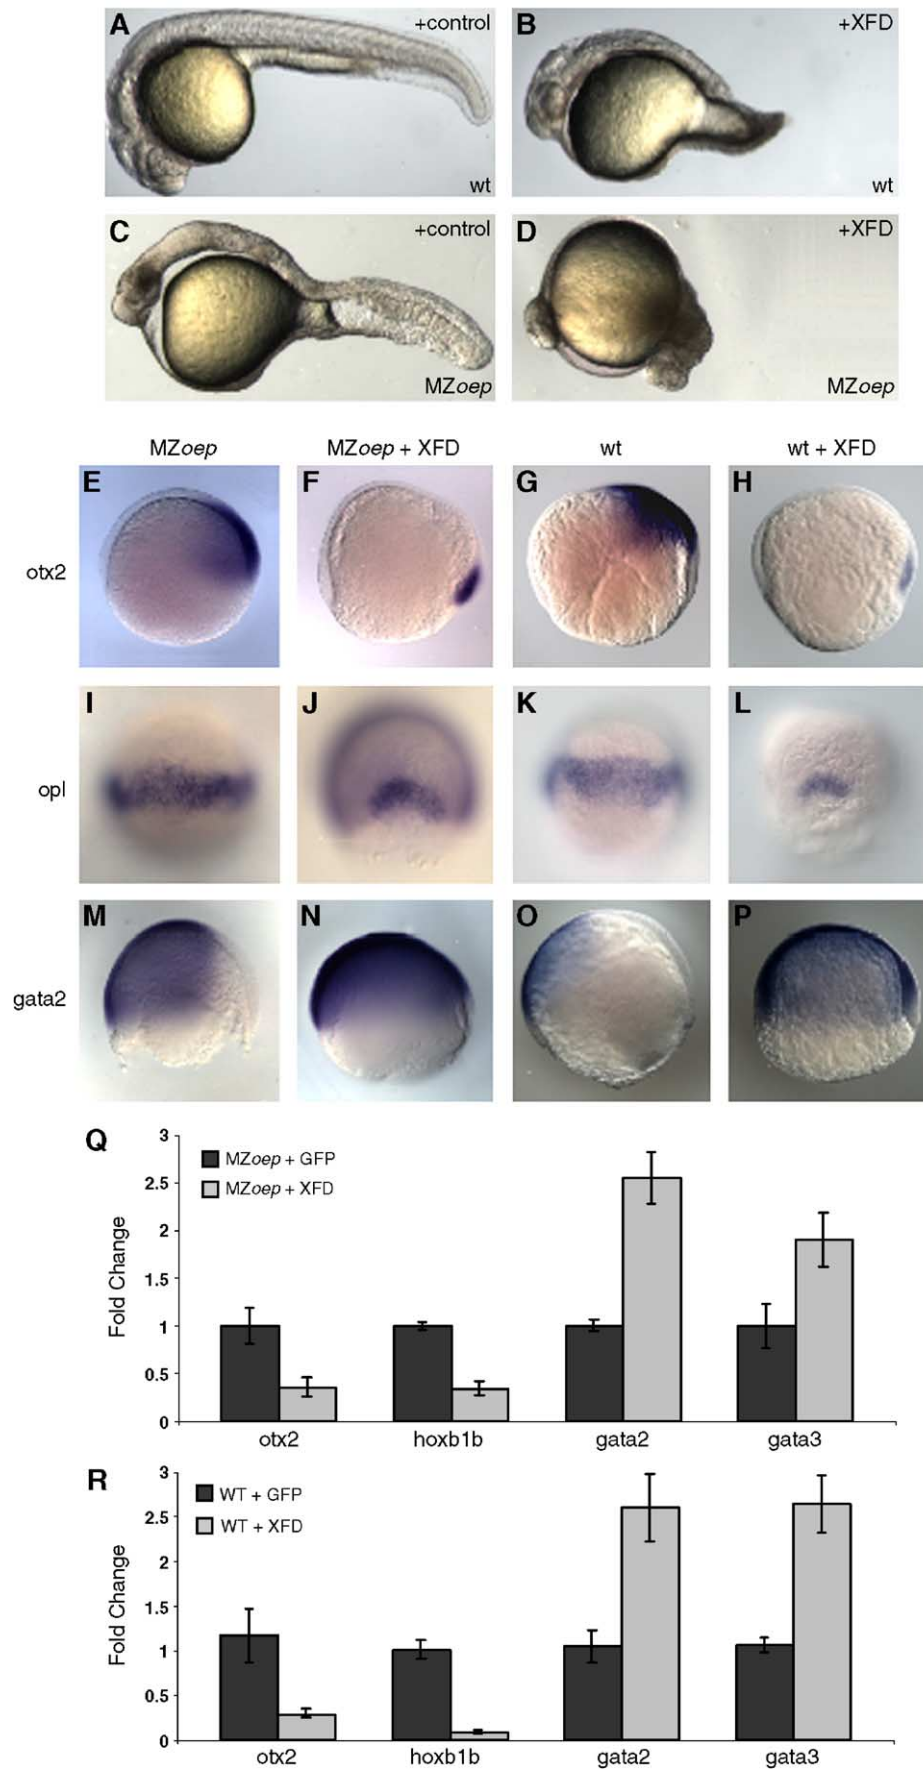 A +control
wt
B +XFD
wt
C +control
MZoep
D +XFD
MZoep
MZoep MZoep + XFD wt wt + XFD
otx2 E F G H
opl I J K L
gata2 M N O P
Q
MZoep + GFP
MZoep + XFD
Fold Change
3
2.5
2
1.5
1
0.5
0
otx2 hoxb1b gata2 gata3
R
WT + GFP
WT + XFD
Fold Change
3
2.5
2
1.5
1
0.5
0
otx2 hoxb1b gata2 gata3